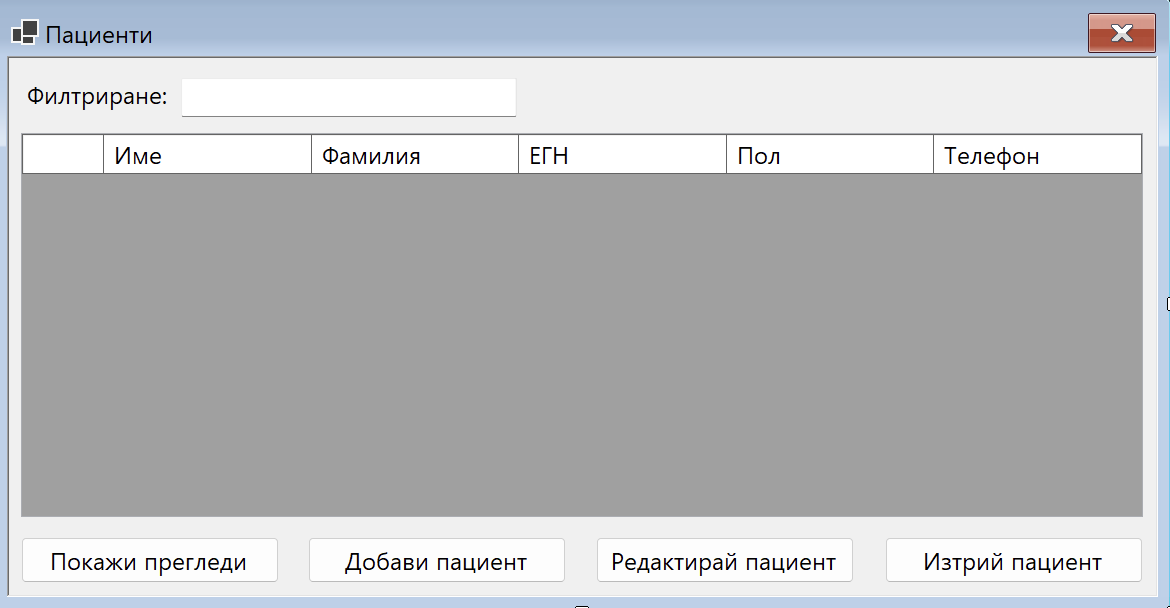 Пациенти
Филтриране:
Име Фамилия ЕГН Пол Телефон
Покажи прегледи Добави пациент Редактирай пациент Изтрий пациент